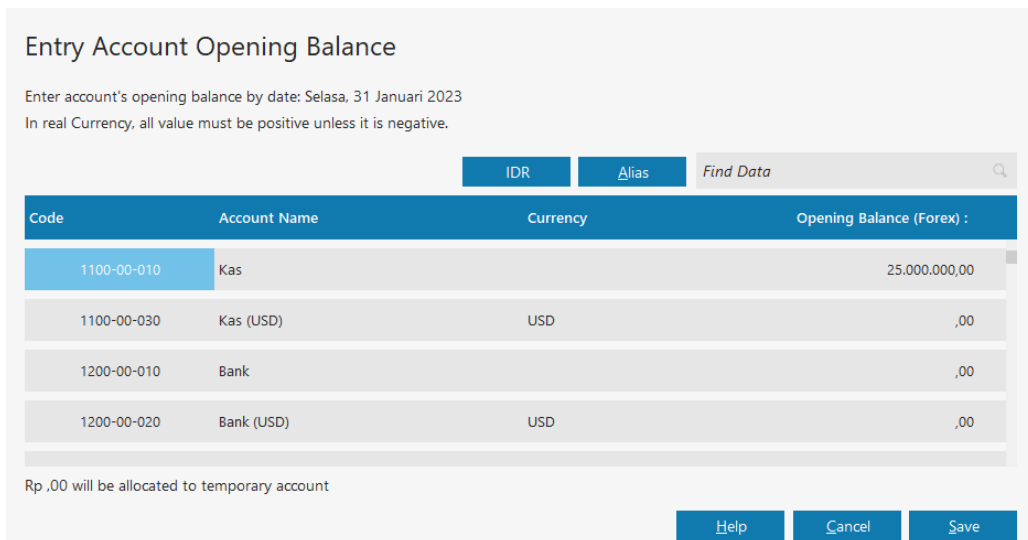 Entry Account Opening Balance
Enter account's opening balance by date: Selasa, 31 Januari 2023
In real Currency, all value must be positive unless it is negative.
IDR Alias Find Data
Code Account Name Currency Opening Balance (Forex) :
1100-00-010 Kas 25.000.000,00
1100-00-030 Kas (USD) USD ,00
1200-00-010 Bank ,00
1200-00-020 Bank (USD) USD ,00
Rp ,00 will be allocated to temporary account
Help Cancel Save